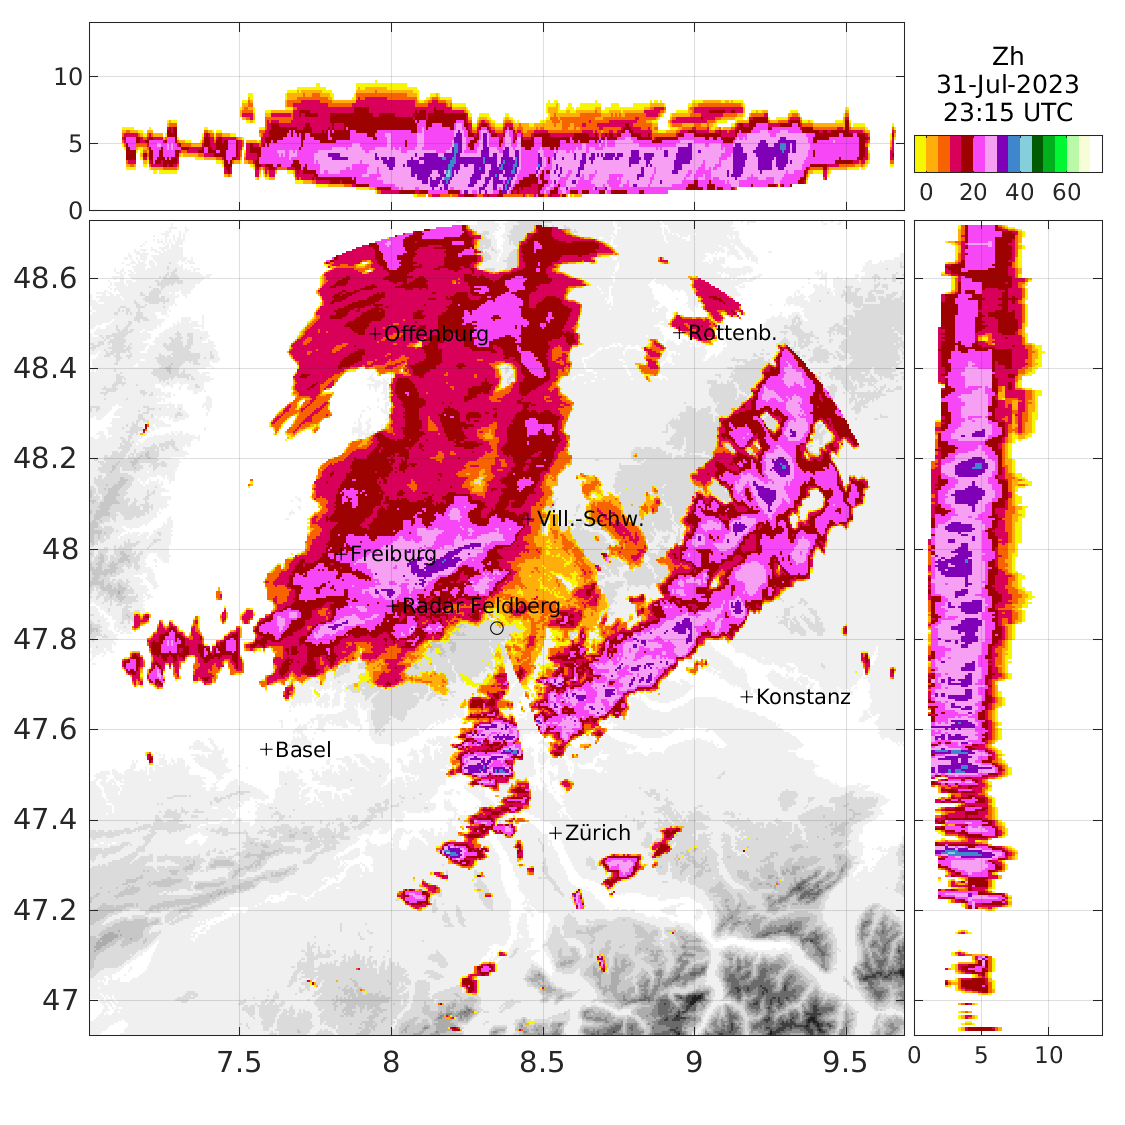 10
5
0
Zh
31-Jul-2023
23:15 UTC
0 20 40 60
48.6
48.4
48.2
48
47.8
47.6
47.4
47.2
47
+Offenburg
+Rottenb.
+Vill.-Schw.
+Freiburg
+Radar Feldberg
+Konstanz
+Basel
+Zürich
7.5 8 8.5 9 9.5
0 5 10